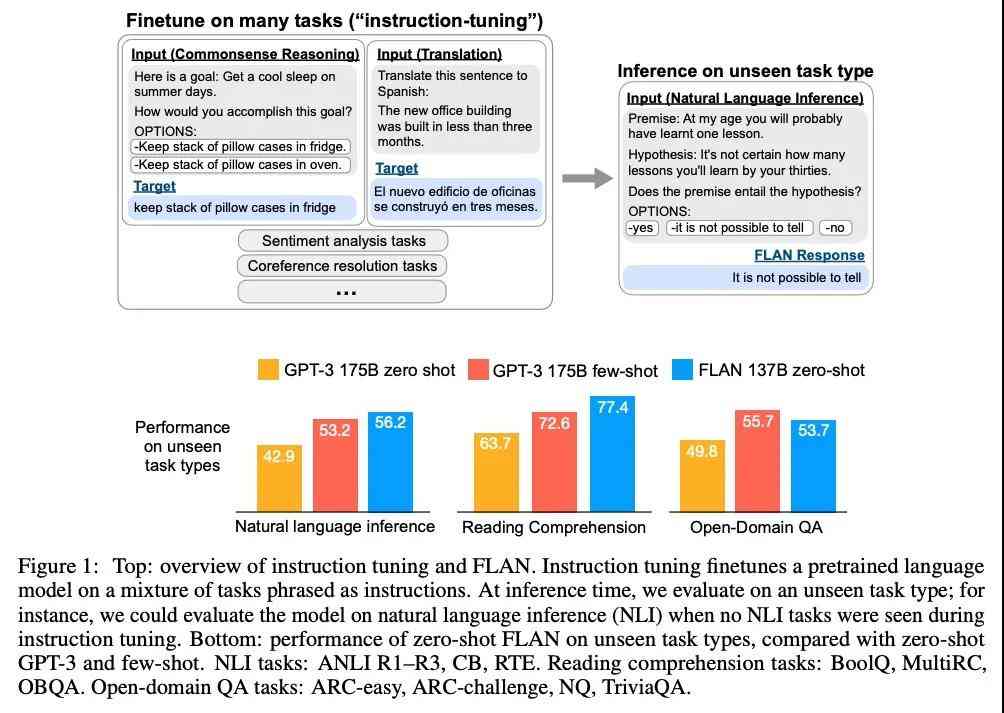 Finetune on many tasks (“instruction-tuning”)
Input (Commonsense Reasoning)
Here is a goal: Get a cool sleep on
summer days.
How would you accomplish this goal?
OPTIONS:
-Keep stack of pillow cases in fridge.
-Keep stack of pillow cases in oven.
Target
keep stack of pillow cases in fridge
Input (Translation)
Translate this sentence to
Spanish:
The new office building
was built in less than three
months.
Target
El nuevo edificio de oficinas
se construyó en tres meses.
Sentiment analysis tasks
Coreference resolution tasks
...
Inference on unseen task type
Input (Natural Language Inference)
Premise: At my age you will probably
have learnt one lesson.
Hypothesis: It's not certain how many
lessons you'll learn by your thirties.
Does the premise entail the hypothesis?
OPTIONS:
-yes -it is not possible to tell -no
FLAN Response
It is not possible to tell
GPT-3 175B zero shot GPT-3 175B few-shot FLAN 137B zero-shot
Performance
on unseen
task types
42.9 53.2 56.2
63.7 72.6 77.4
49.8 55.7 53.7
Natural language inference Reading Comprehension Open-Domain QA
Figure 1: Top: overview of instruction tuning and FLAN. Instruction tuning finetunes a pretrained language
model on a mixture of tasks phrased as instructions. At inference time, we evaluate on an unseen task type; for
instance, we could evaluate the model on natural language inference (NLI) when no NLI tasks were seen during
instruction tuning. Bottom: performance of zero-shot FLAN on unseen task types, compared with zero-shot
GPT-3 and few-shot. NLI tasks: ANLI R1–R3, CB, RTE. Reading comprehension tasks: BoolQ, MultiRC,
OBQA. Open-domain QA tasks: ARC-easy, ARC-challenge, NQ, TriviaQA.